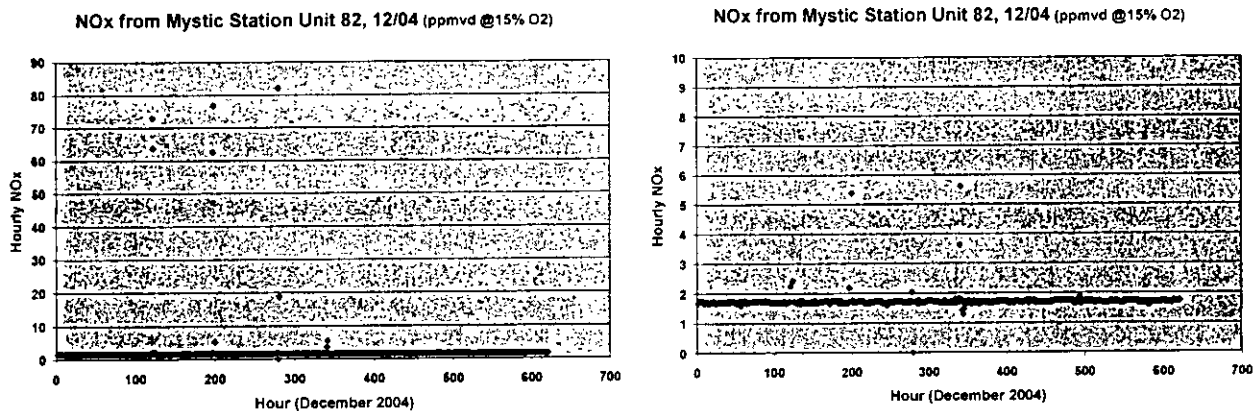 NOx from Mystic Station Unit 82, 12/04 (ppmvd @15% O2)
Hourly NOx
90
80
70
60
50
40
30
20
10
0
0 100 200 300 400 500 600 700
Hour (December 2004)
NOx from Mystic Station Unit 82, 12/04 (ppmvd @15% O2)
Hourly NOx
10
9
8
7
6
5
4
3
2
1
0
0 100 200 300 400 500 600 700
Hour (December 2004)